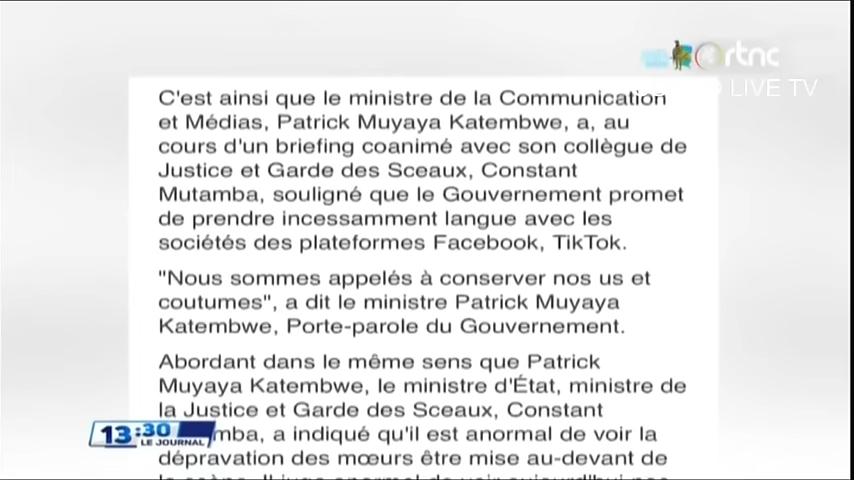 rtnc
LIVE TV
C'est ainsi que le ministre de la Communication
et Médias, Patrick Muyaya Katembwe, a, au
cours d'un briefing coanimé avec son collègue de
Justice et Garde des Sceaux, Constant
Mutamba, souligné que le Gouvernement promet
de prendre incessamment langue avec les
sociétés des plateformes Facebook, TikTok.
"Nous sommes appelés à conserver nos us et
coutumes", a dit le ministre Patrick Muyaya
Katembwe, Porte-parole du Gouvernement.
Abordant dans le même sens que Patrick
Muyaya Katembwe, le ministre d'État, ministre de
la Justice et Garde des Sceaux, Constant
mba, a indiqué qu'il est anormal de voir la
dépravation des mœurs être mise au-devant de
13:30
LE JOURNAL